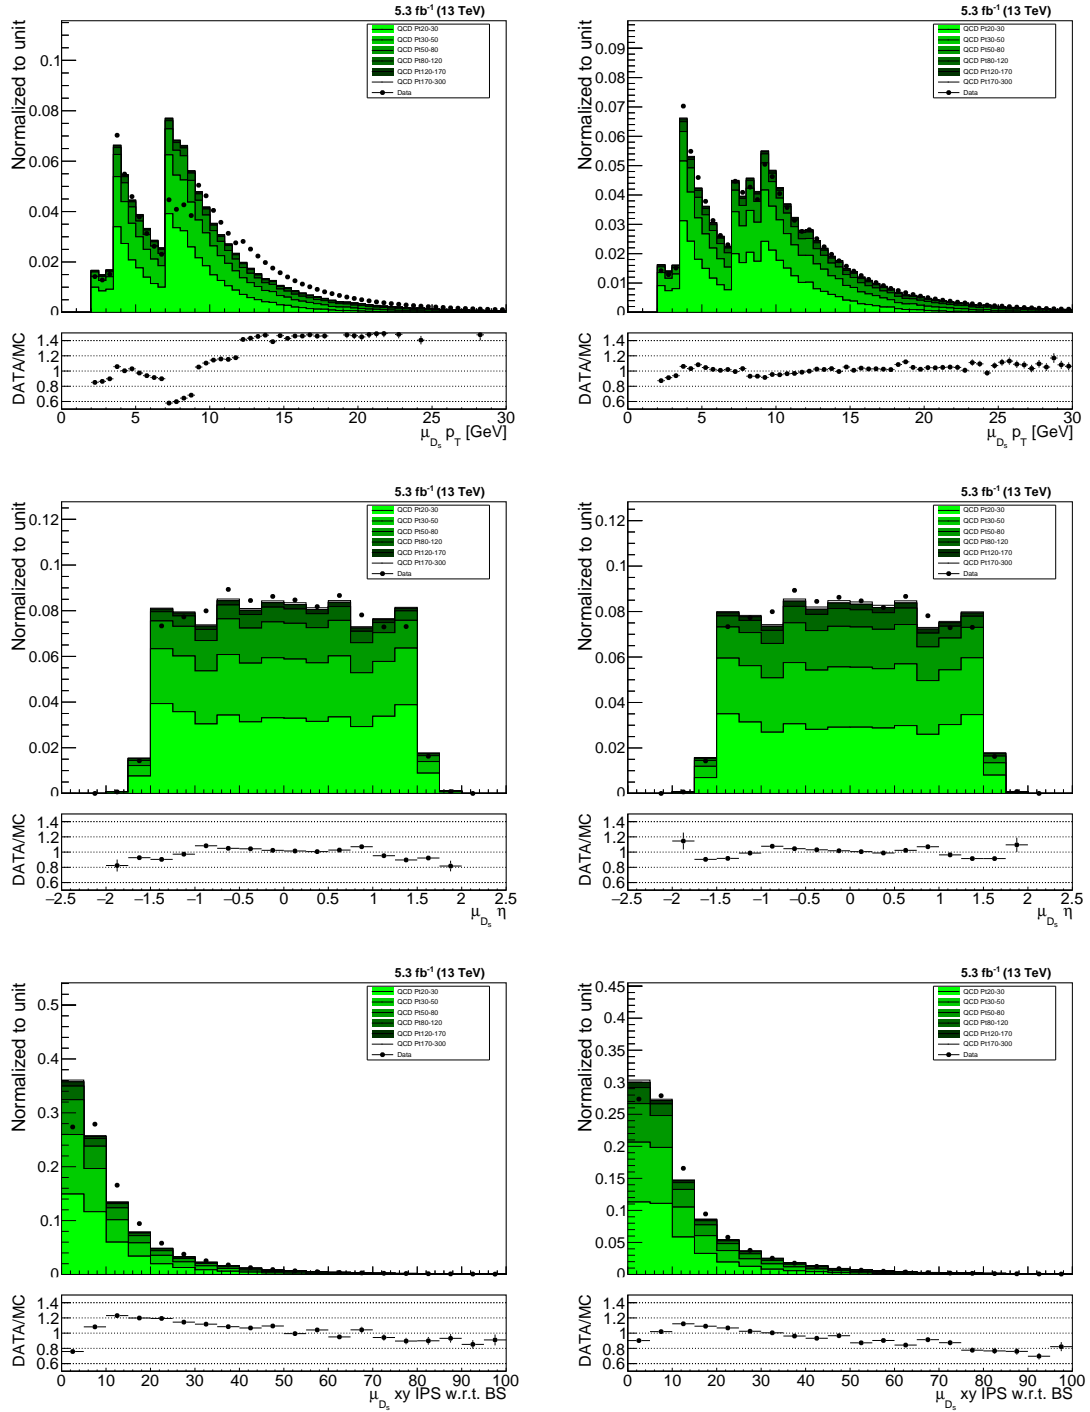 5.3 fb-1 (13 TeV)
Normalized to unit
QCD Pt20-30
QCD Pt30-50
QCD Pt50-80
QCD Pt80-120
QCD Pt120-170
QCD Pt170-300
Data
0.1
0.08
0.06
0.04
0.02
0
DATA/MC
1.4
1.2
1
0.8
0.6
0 5 10 15 20 25 30
μDs pT [GeV]
5.3 fb-1 (13 TeV)
Normalized to unit
QCD Pt20-30
QCD Pt30-50
QCD Pt50-80
QCD Pt80-120
QCD Pt120-170
QCD Pt170-300
Data
0.09
0.08
0.07
0.06
0.05
0.04
0.03
0.02
0.01
0
DATA/MC
1.4
1.2
1
0.8
0.6
0 5 10 15 20 25 30
μDs pT [GeV]
5.3 fb-1 (13 TeV)
Normalized to unit
QCD Pt20-30
QCD Pt30-50
QCD Pt50-80
QCD Pt80-120
QCD Pt120-170
QCD Pt170-300
Data
0.12
0.1
0.08
0.06
0.04
0.02
0
DATA/MC
1.4
1.2
1
0.8
0.6
−2.5 −2 −1.5 −1 −0.5 0 0.5 1 1.5 2 2.5
μDs η
5.3 fb-1 (13 TeV)
Normalized to unit
QCD Pt20-30
QCD Pt30-50
QCD Pt50-80
QCD Pt80-120
QCD Pt120-170
QCD Pt170-300
Data
0.12
0.1
0.08
0.06
0.04
0.02
0
DATA/MC
1.4
1.2
1
0.8
0.6
−2.5 −2 −1.5 −1 −0.5 0 0.5 1 1.5 2 2.5
μDs η
5.3 fb-1 (13 TeV)
Normalized to unit
QCD Pt20-30
QCD Pt30-50
QCD Pt50-80
QCD Pt80-120
QCD Pt120-170
QCD Pt170-300
Data
0.5
0.4
0.3
0.2
0.1
0
DATA/MC
1.4
1.2
1
0.8
0.6
0 10 20 30 40 50 60 70 80 90 100
μDs xy IPS w.r.t. BS
5.3 fb-1 (13 TeV)
Normalized to unit
QCD Pt20-30
QCD Pt30-50
QCD Pt50-80
QCD Pt80-120
QCD Pt120-170
QCD Pt170-300
Data
0.45
0.4
0.35
0.3
0.25
0.2
0.15
0.1
0.05
0
DATA/MC
1.4
1.2
1
0.8
0.6
0 10 20 30 40 50 60 70 80 90 100
μDs xy IPS w.r.t. BS